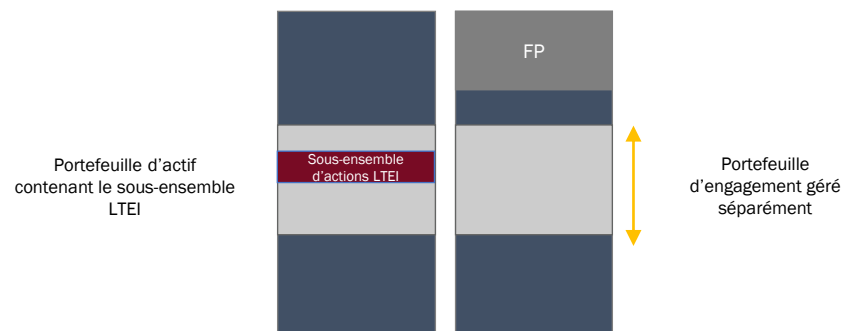 FP
Portefeuille d'actif
contenant le sous-ensemble
LTEI
Sous-ensemble
d'actions LTEI
Portefeuille
d'engagement géré
séparément